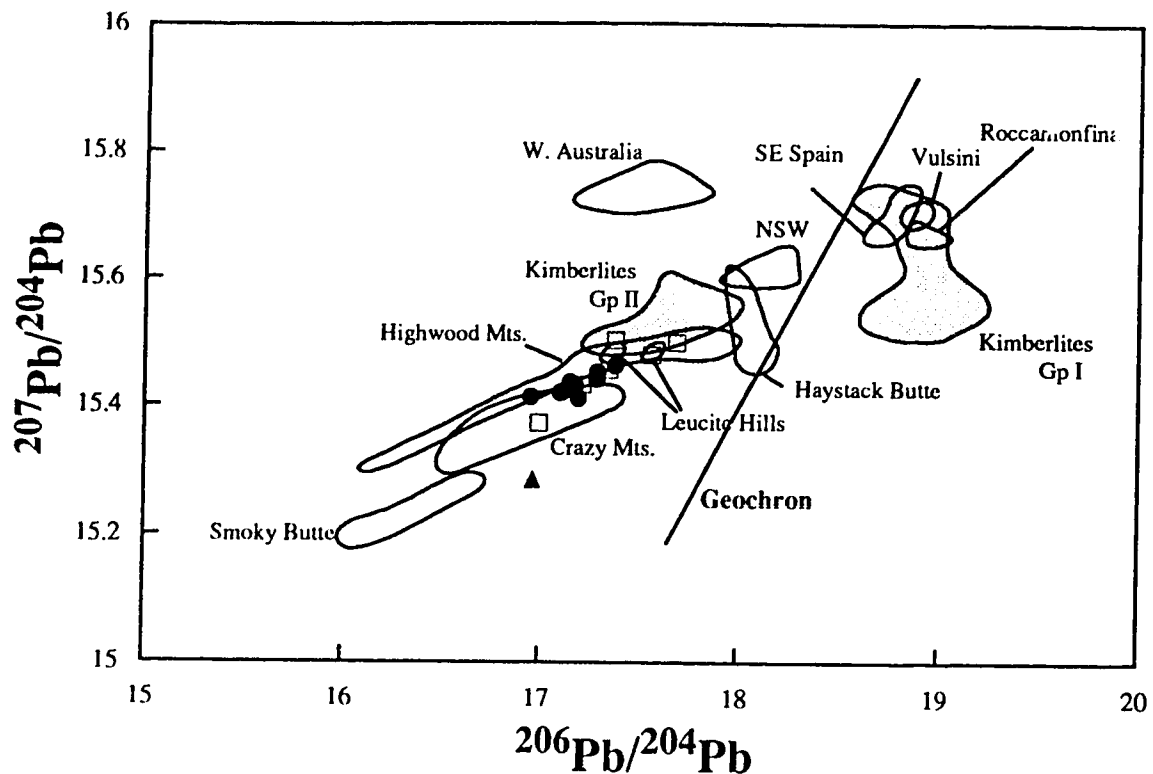 16
15.8
15.6
15.4
15.2
15
15
16
17
18
19
20
207Pb/204Pb
206Pb/204Pb
W. Australia
SE Spain
Vulsini
NSW
Kimberlites
Gp II
Highwood Mts.
Kimberlites
Gp I
Haystack Butte
Leucite Hills
Crazy Mts.
Geochron
Smoky Butte